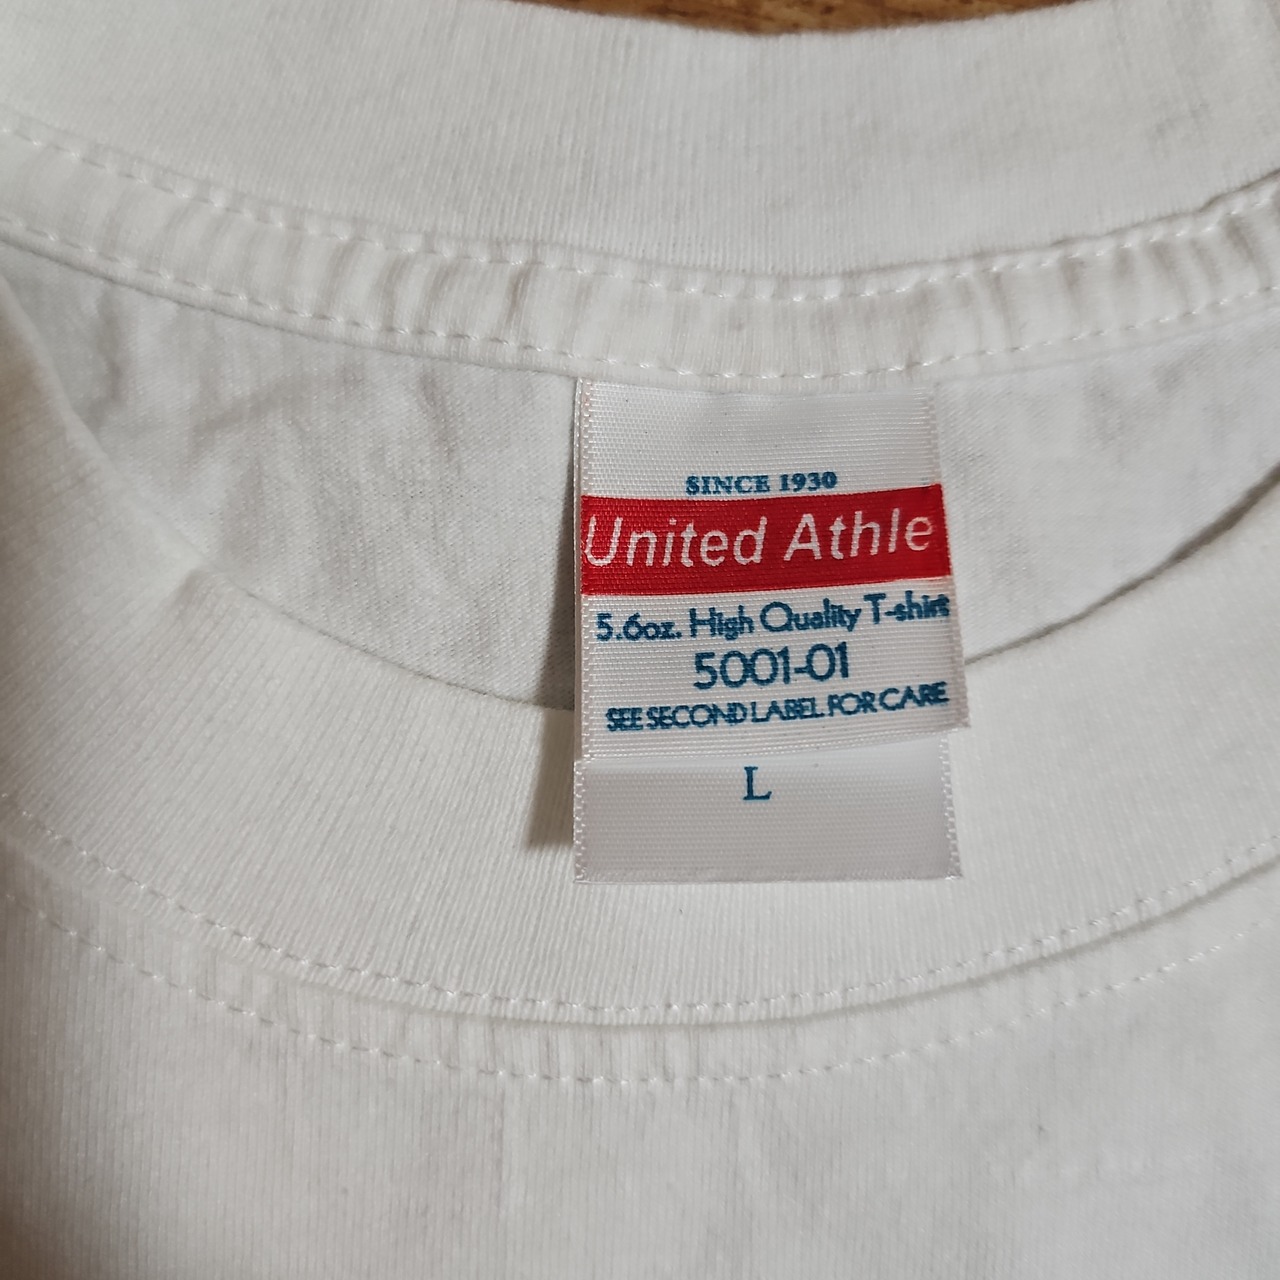 SINCE 1930
United Athle
5.6oz. High Quality T-shirt
5001-01
SEE SECOND LABEL FOR CARE
L